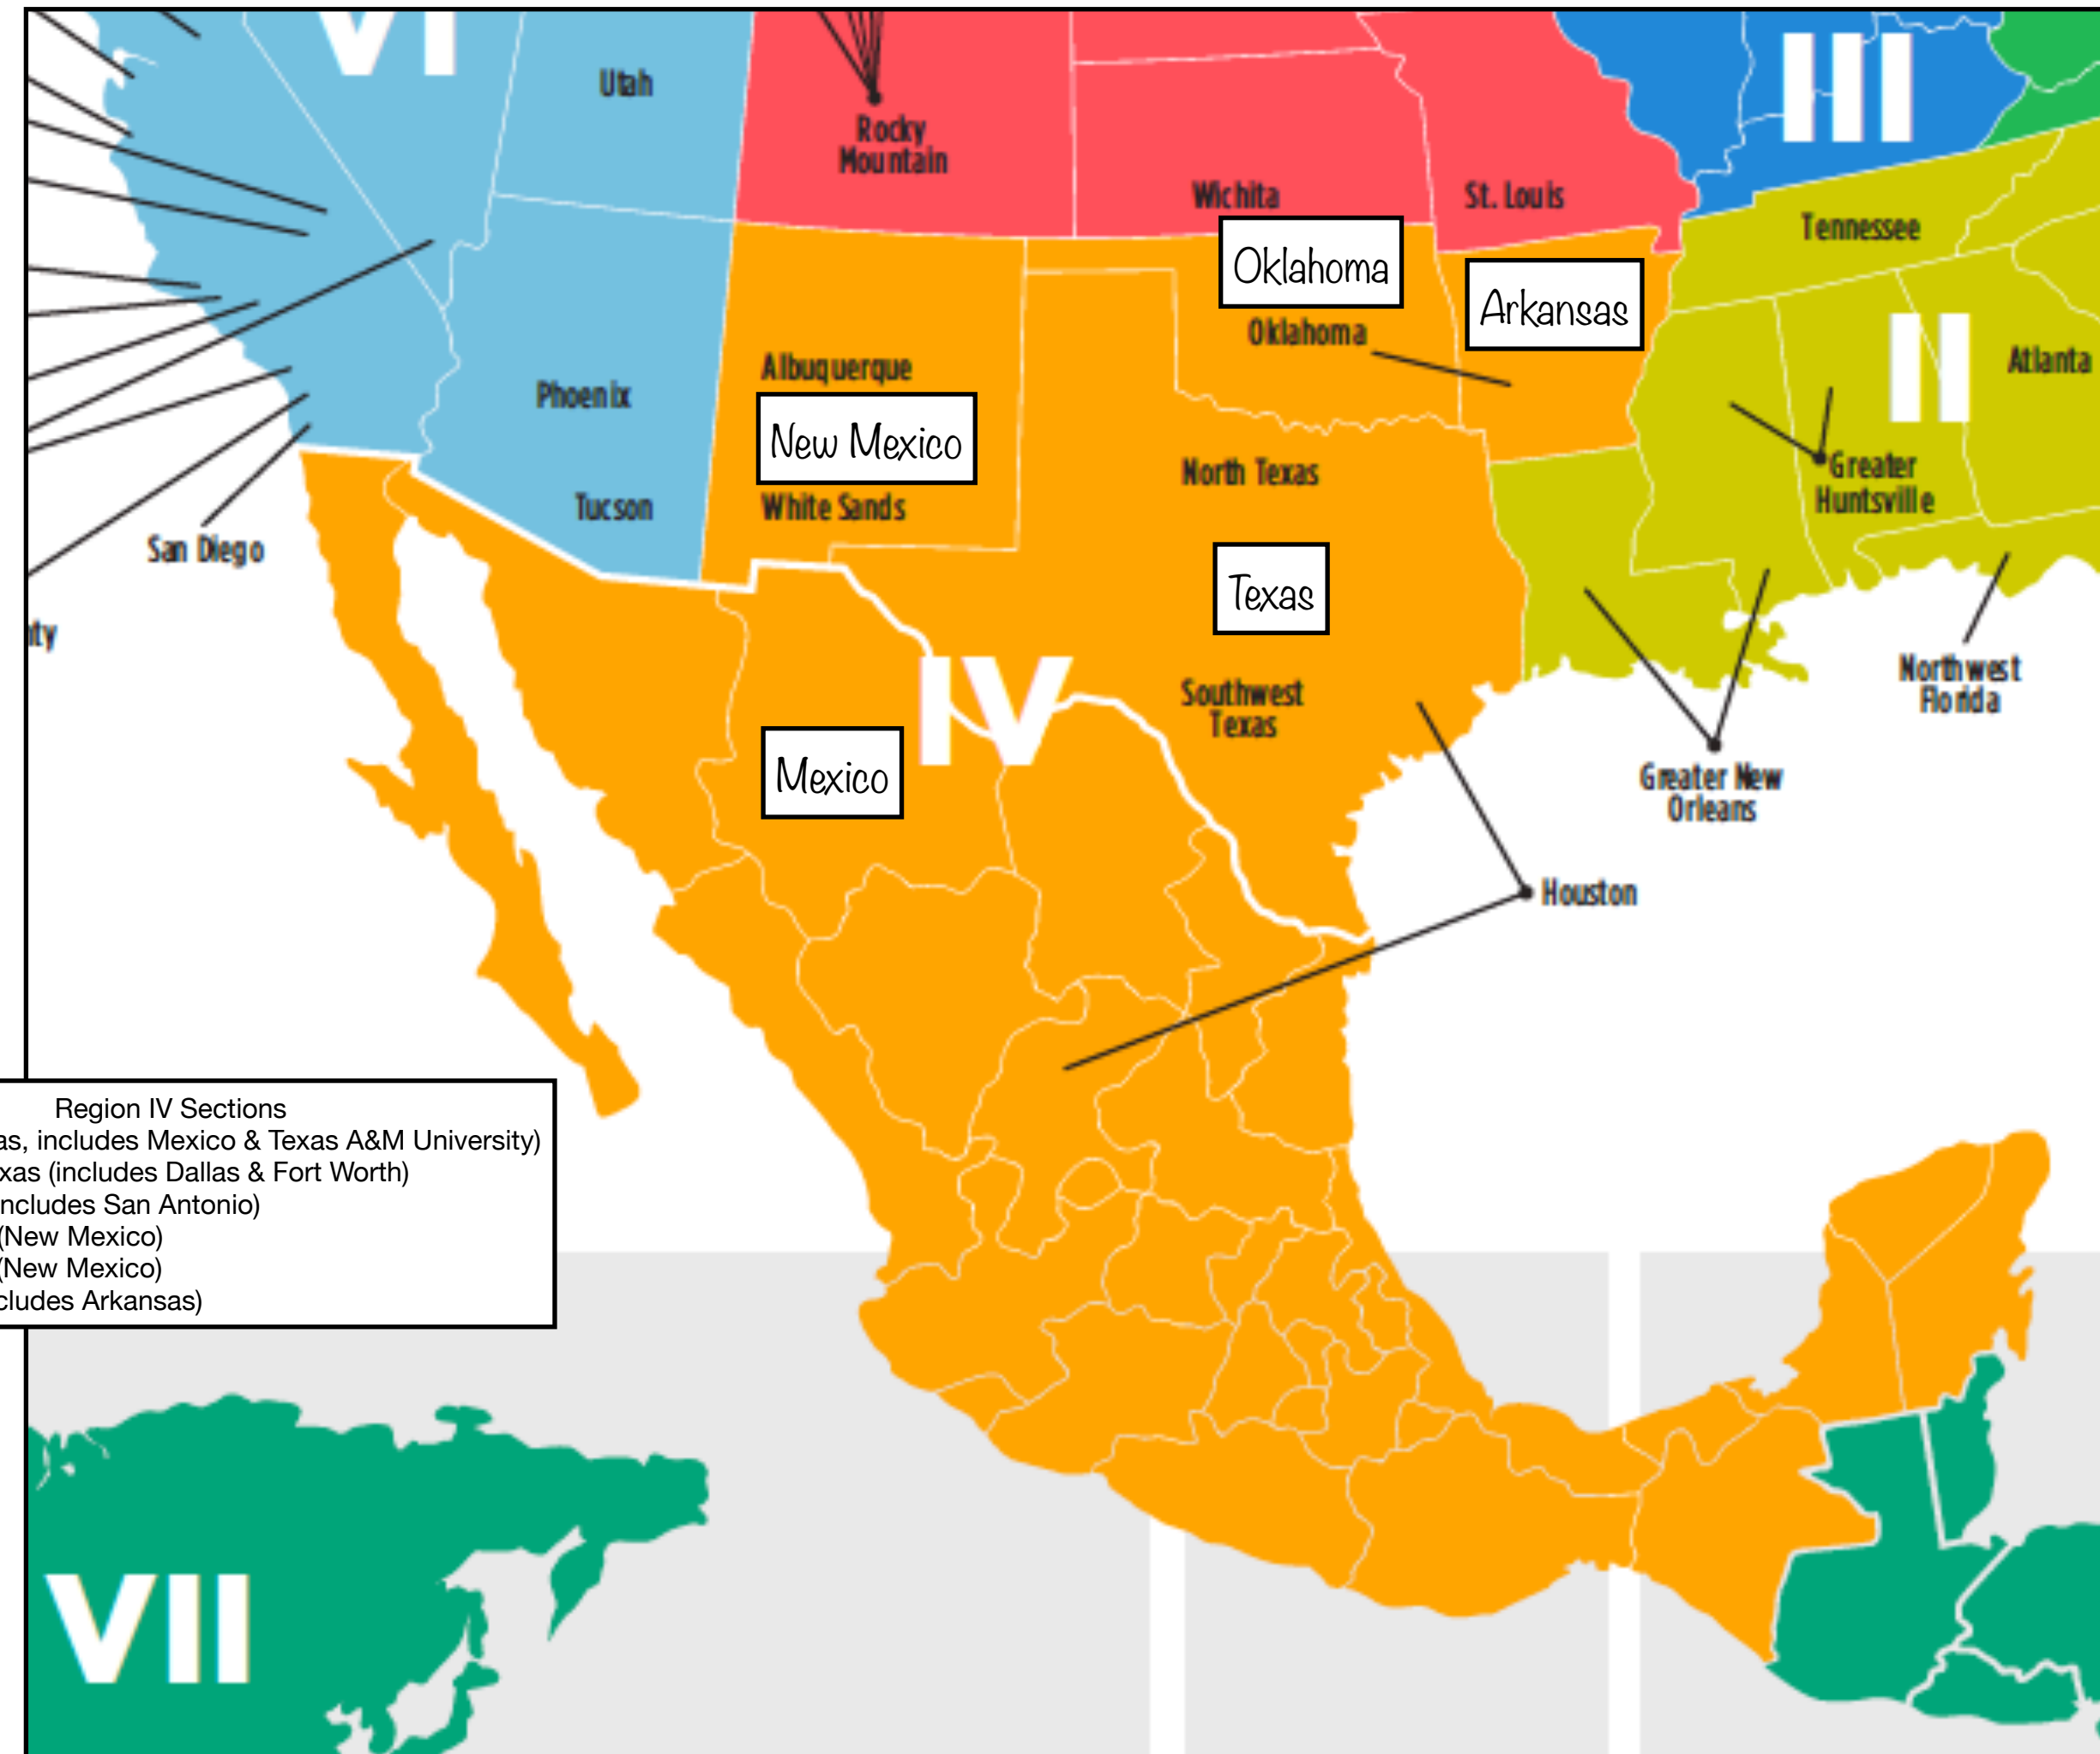 VI
III
Utah
Rocky
Mountain
Wichita
St. Louis
Tennessee
Oklahoma
Arkansas
Oklahoma
II
Atlanta
Albuquerque
Phoenix
New Mexico
North Texas
Greater
Huntsville
White Sands
Tucson
San Diego
Texas
Northwest
Florida
IV
Southwest
Texas
Mexico
Greater New
Orleans
Houston
Region IV Sections
includes Mexico & Texas A&M University)
(includes Dallas & Fort Worth)
San Antonio)
(New Mexico)
(New Mexico)
Arkansas)
VII